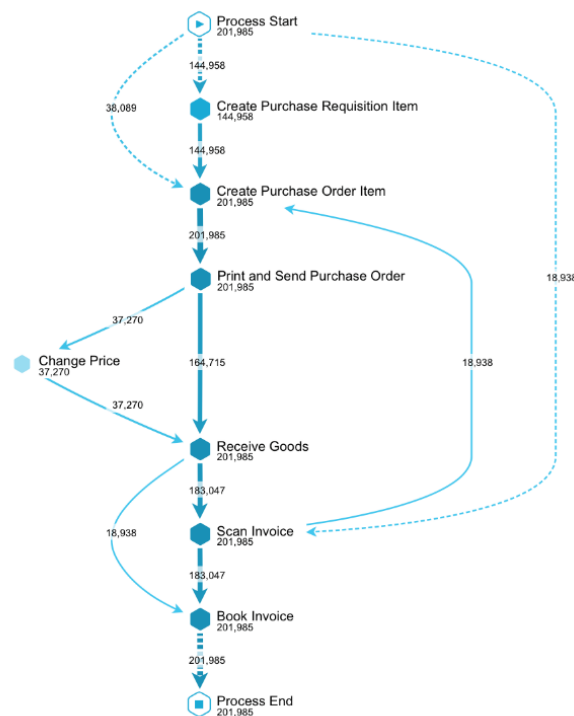 Process Start
201,985
144,958
38,089
Create Purchase Requisition Item
144,958
144,958
Create Purchase Order Item
201,985
201,985
Print and Send Purchase Order
201,985
18,938
37,270
Change Price
37,270
164,715
18,938
37,270
Receive Goods
201,985
183,047
18,938
Scan Invoice
201,985
183,047
Book Invoice
201,985
201,985
Process End
201,985